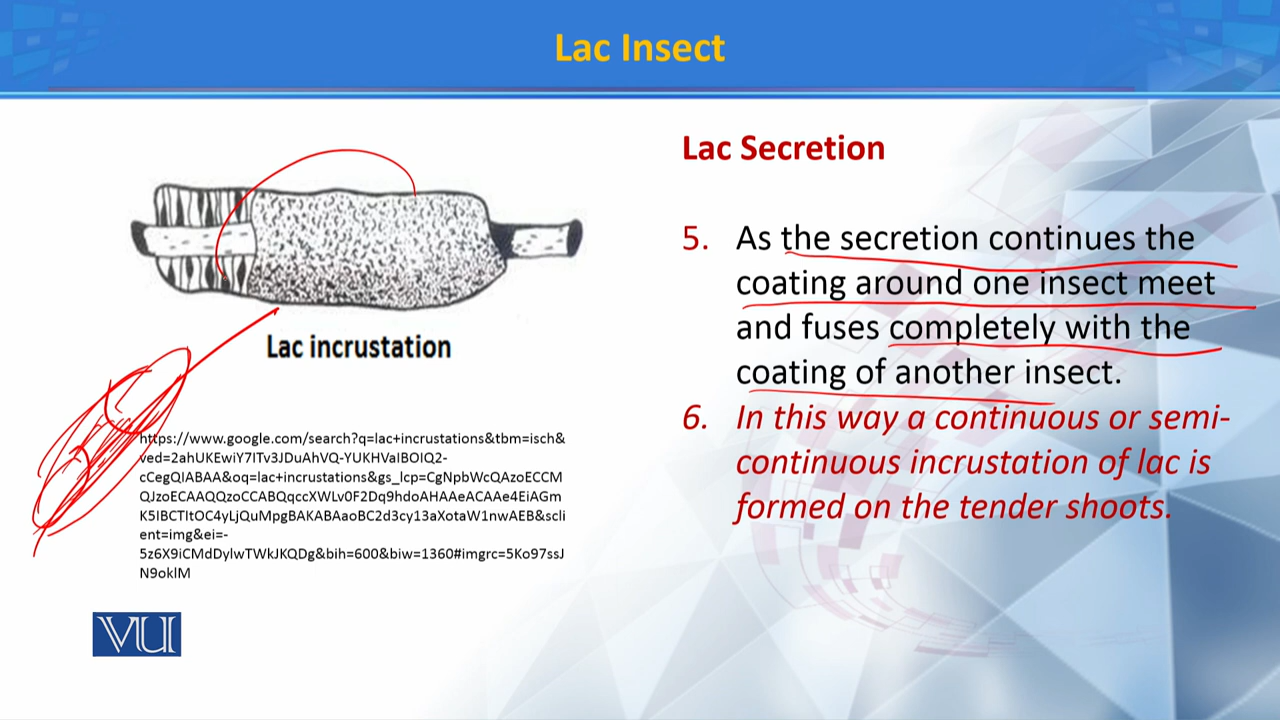 Lac Insect
Lac incrustation
https://www.google.com/search?q=lac+incrustations&tbm=isch&
ved=2ahUKEwiY7ITv3JDuAhVQ-YUKHValBOIQ2-
cCegQIABAA&oq=lac+incrustations&gs_lcp=CgNpbWcQAzoECCM
QJzoECAAQQzoCCABQqccXWLv0F2Dq9hdoAHAAeACAAe4EiAGm
K5IBCTItOC4yLjQuMpgBAKABAaoBC2d3cy13aXotaW1nwAEB&scli
ent=img&ei=-
5z6X9iCMdDylwTWkJKQDg&bih=600&biw=1360#imgrc=5Ko97ssJ
N9oklM
VU
Lac Secretion
5. As the secretion continues the
coating around one insect meet
and fuses completely with the
coating of another insect.
6. In this way a continuous or semi-
continuous incrustation of lac is
formed on the tender shoots.